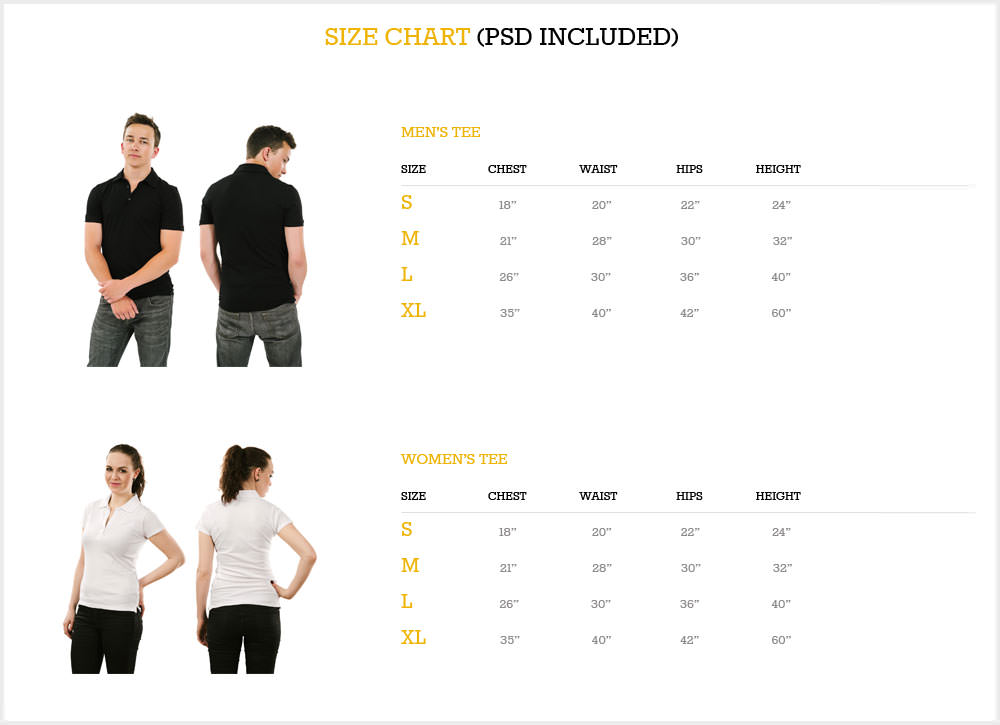 SIZE CHART (PSD INCLUDED)
MEN’S TEE
SIZE CHEST WAIST HIPS HEIGHT
S 18” 20” 22” 24”
M 21” 28” 30” 32”
L 26” 30” 36” 40”
XL 35” 40” 42” 60”
WOMEN’S TEE
SIZE CHEST WAIST HIPS HEIGHT
S 18” 20” 22” 24”
M 21” 28” 30” 32”
L 26” 30” 36” 40”
XL 35” 40” 42” 60”